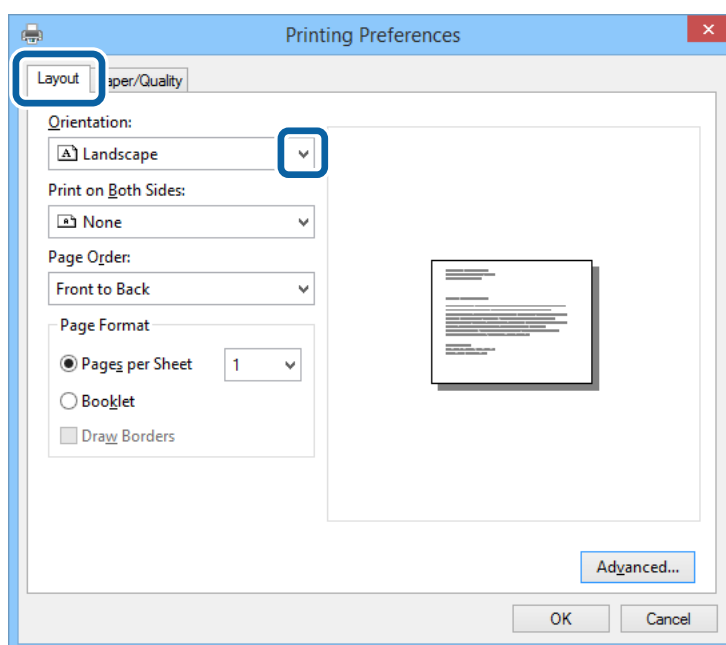 Printing Preferences
Layout
aper/Quality
Orientation:
Landscape
Print on Both Sides:
None
Page Order:
Front to Back
Page Format
Pages per Sheet 1
Booklet
Draw Borders
Advanced...
OK Cancel